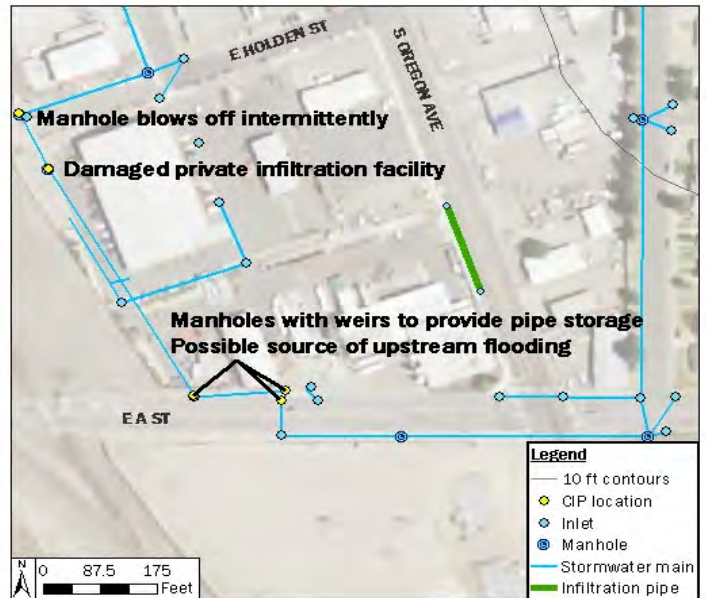 E HOLDEN ST
S OREGON AVE
Manhole blows off intermittently
Damaged private infiltration facility
Manholes with weirs to provide pipe storage
Possible source of upstream flooding
E A ST
Legend
10 ft contours
CIP location
Inlet
Manhole
Stormwater main
Infiltration pipe
N
0 87.5 175
Feet